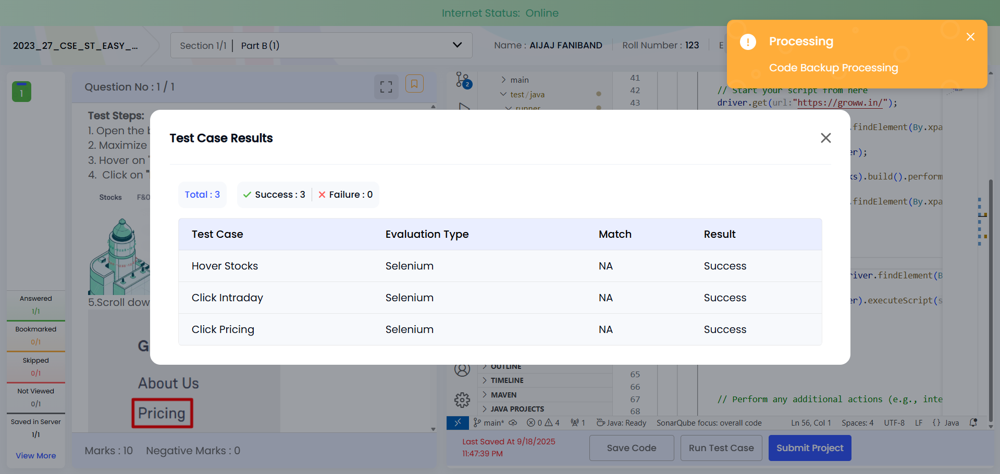 Internet Status:  Online
2023_27_CSE_ST_EASY_...
Section 1/1 | Part B (1)
Name : AIJAJ FANIBAND
Roll Number : 123
E
Processing
Code Backup Processing
1
Question No : 1 / 1
Test Steps:
1. Open the b
2. Maximize
3. Hover on "
4.  Click on "
Stocks F&O
5.Scroll dow
About Us
Pricing
Marks : 10 Negative Marks : 0
Answered
1/1
Bookmarked
0/1
Skipped
0/1
Not Viewed
0/1
Saved in Server
1/1
View More
Test Case Results
Total : 3
Success : 3
Failure : 0
Test Case Evaluation Type Match Result
Hover Stocks Selenium NA Success
Click Intraday Selenium NA Success
Click Pricing Selenium NA Success
2
main
test/java
runner
41
42
43
// Start your script from here
driver.get(url:"https://groww.in/");
.findElement(By.xpa
er);
ks).build().perform
.findElement(By.xpa
river.findElement(B
er).executeScript(s
OUTLINE
TIMELINE
MAVEN
JAVA PROJECTS
65
66
67
68
// Perform any additional actions (e.g., inte
main* 0 4 1 Java: Ready SonarQube focus: overall code Ln 56, Col 1 Spaces: 4 UTF-8 LF {} Java
Last Saved At 9/18/2025
11:47:39 PM
Save Code
Run Test Case
Submit Project